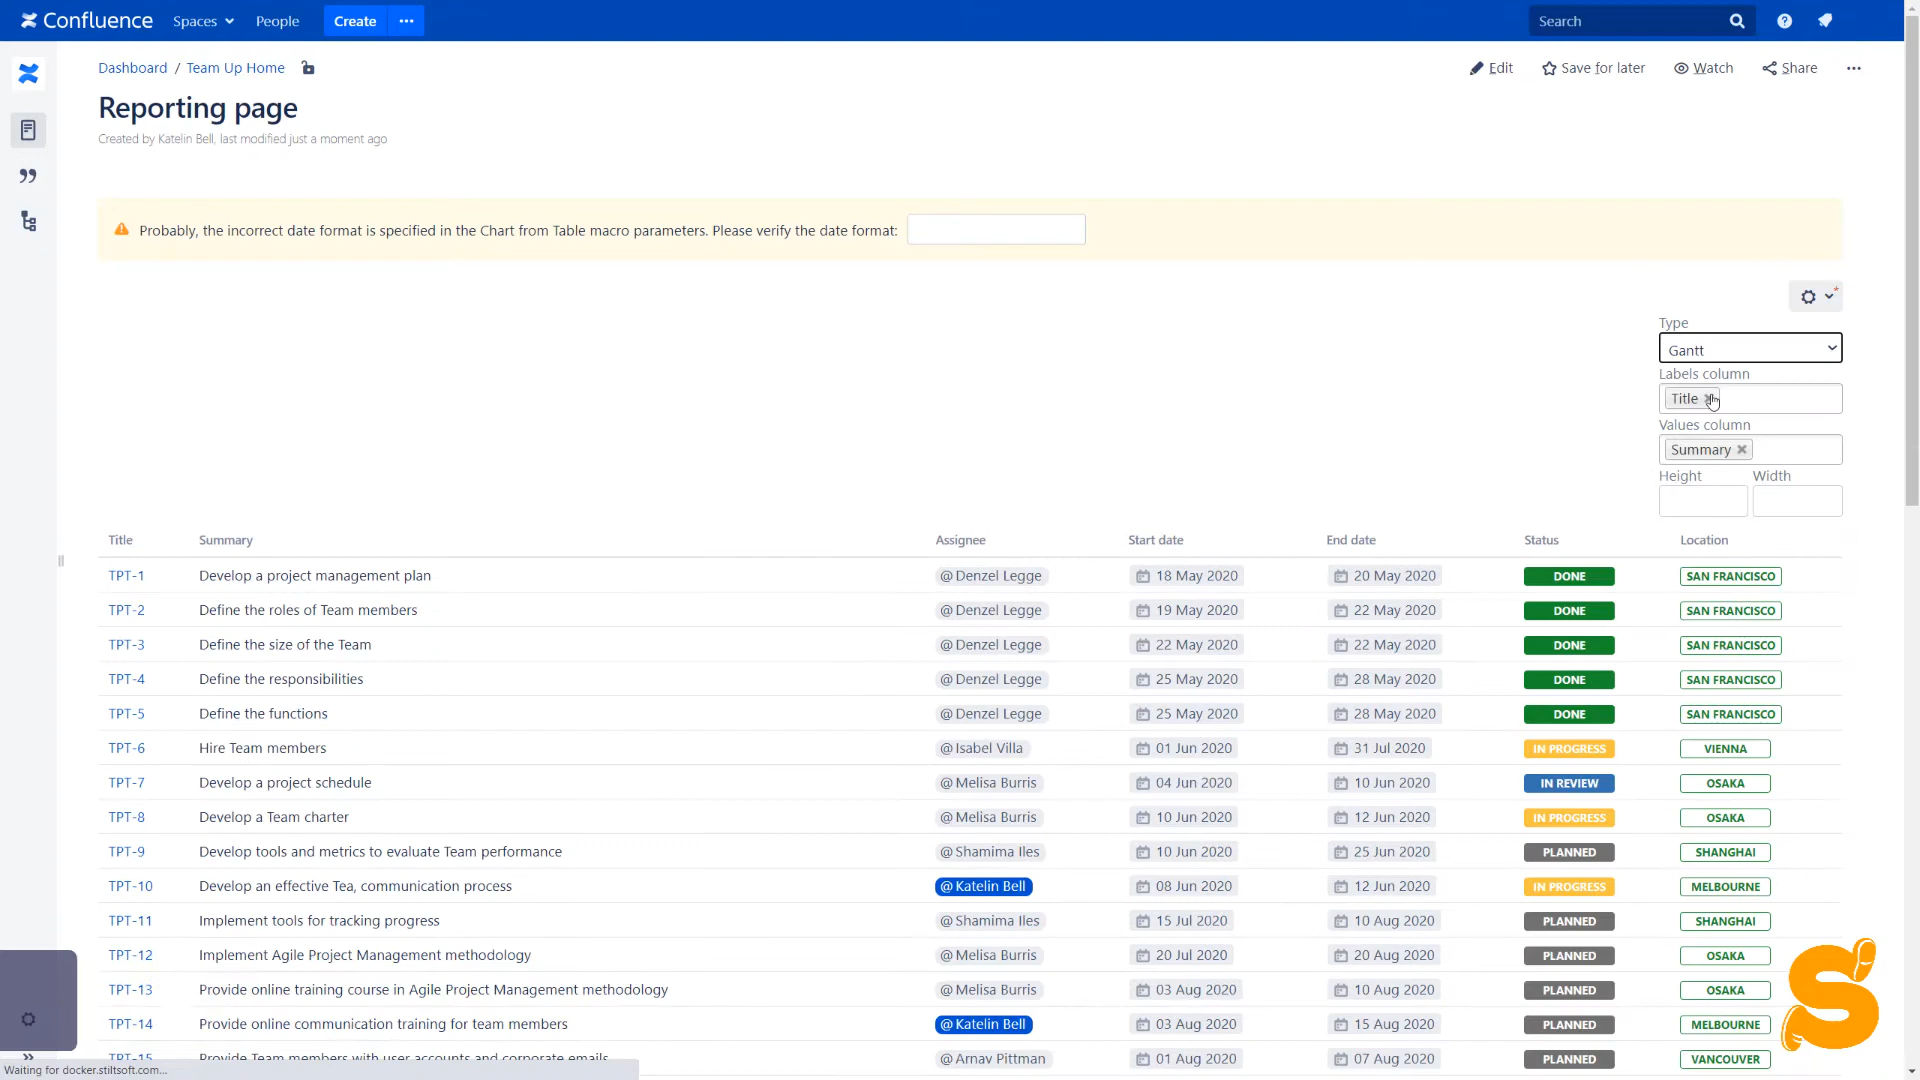 Confluence Spaces People Create Search
Dashboard / Team Up Home Edit Save for later Watch Share
Reporting page
Created by Katelin Bell, last modified just a moment ago
Probably, the incorrect date format is specified in the Chart from Table macro parameters. Please verify the date format:
Type
Gantt
Labels column
Title
Values column
Summary
Height Width
Title Summary Assignee Start date End date Status Location
TPT-1 Develop a project management plan @Denzel Legge 18 May 2020 20 May 2020 DONE SAN FRANCISCO
TPT-2 Define the roles of Team members @Denzel Legge 19 May 2020 22 May 2020 DONE SAN FRANCISCO
TPT-3 Define the size of the Team @Denzel Legge 22 May 2020 22 May 2020 DONE SAN FRANCISCO
TPT-4 Define the responsibilities @Denzel Legge 25 May 2020 28 May 2020 DONE SAN FRANCISCO
TPT-5 Define the functions @Denzel Legge 25 May 2020 28 May 2020 DONE SAN FRANCISCO
TPT-6 Hire Team members @Isabel Villa 01 Jun 2020 31 Jul 2020 IN PROGRESS VIENNA
TPT-7 Develop a project schedule @Melisa Burris 04 Jun 2020 10 Jun 2020 IN REVIEW OSAKA
TPT-8 Develop a Team charter @Melisa Burris 10 Jun 2020 12 Jun 2020 IN PROGRESS OSAKA
TPT-9 Develop tools and metrics to evaluate Team performance @Shamima Iles 10 Jun 2020 25 Jun 2020 PLANNED SHANGHAI
TPT-10 Develop an effective Tea, communication process @Katelin Bell 08 Jun 2020 12 Jun 2020 IN PROGRESS MELBOURNE
TPT-11 Implement tools for tracking progress @Shamima Iles 15 Jul 2020 10 Aug 2020 PLANNED SHANGHAI
TPT-12 Implement Agile Project Management methodology @Melisa Burris 20 Jul 2020 20 Aug 2020 PLANNED OSAKA
TPT-13 Provide online training course in Agile Project Management methodology @Melisa Burris 03 Aug 2020 10 Aug 2020 PLANNED OSAKA
TPT-14 Provide online communication training for team members @Katelin Bell 03 Aug 2020 15 Aug 2020 PLANNED MELBOURNE
TPT-15 Provide Team members with user accounts and corporate emails @Arnav Pittman 01 Aug 2020 07 Aug 2020 PLANNED VANCOUVER
Waiting for docker.stiltsoft.com...